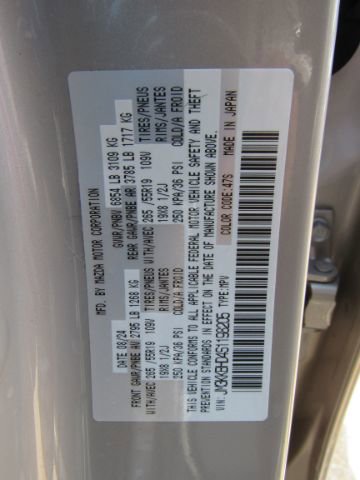 MFD. BY MAZDA MOTOR CORPORATION
DATE 08/24 GVWR/PNBV 6854 LB 3109 KG
FRONT GAWR/PNBE AV 2795 LB 1268 KG REAR GAWR/PNBE AR 3785 LB 1717 KG
WITH/AVEC 265 /55R19 109V TIRES/PNEUS WITH/AVEC 265 /55R19 109V TIRES/PNEUS
19X8 1/2J RIMS/JANTES 19X8 1/2J RIMS/JANTES
250 KPA/36 PSI COLD/A FROID 250 KPA/36 PSI COLD/A FROID
THIS VEHICLE CONFORMS TO ALL APPLICABLE FEDERAL MOTOR VEHICLE SAFETY AND THEFT
PREVENTION STANDARDS IN EFFECT ON THE DATE OF MANUFACTURE SHOWN ABOVE.
VIN: TYPE:MPV COLOR CODE:47S MADE IN JAPAN